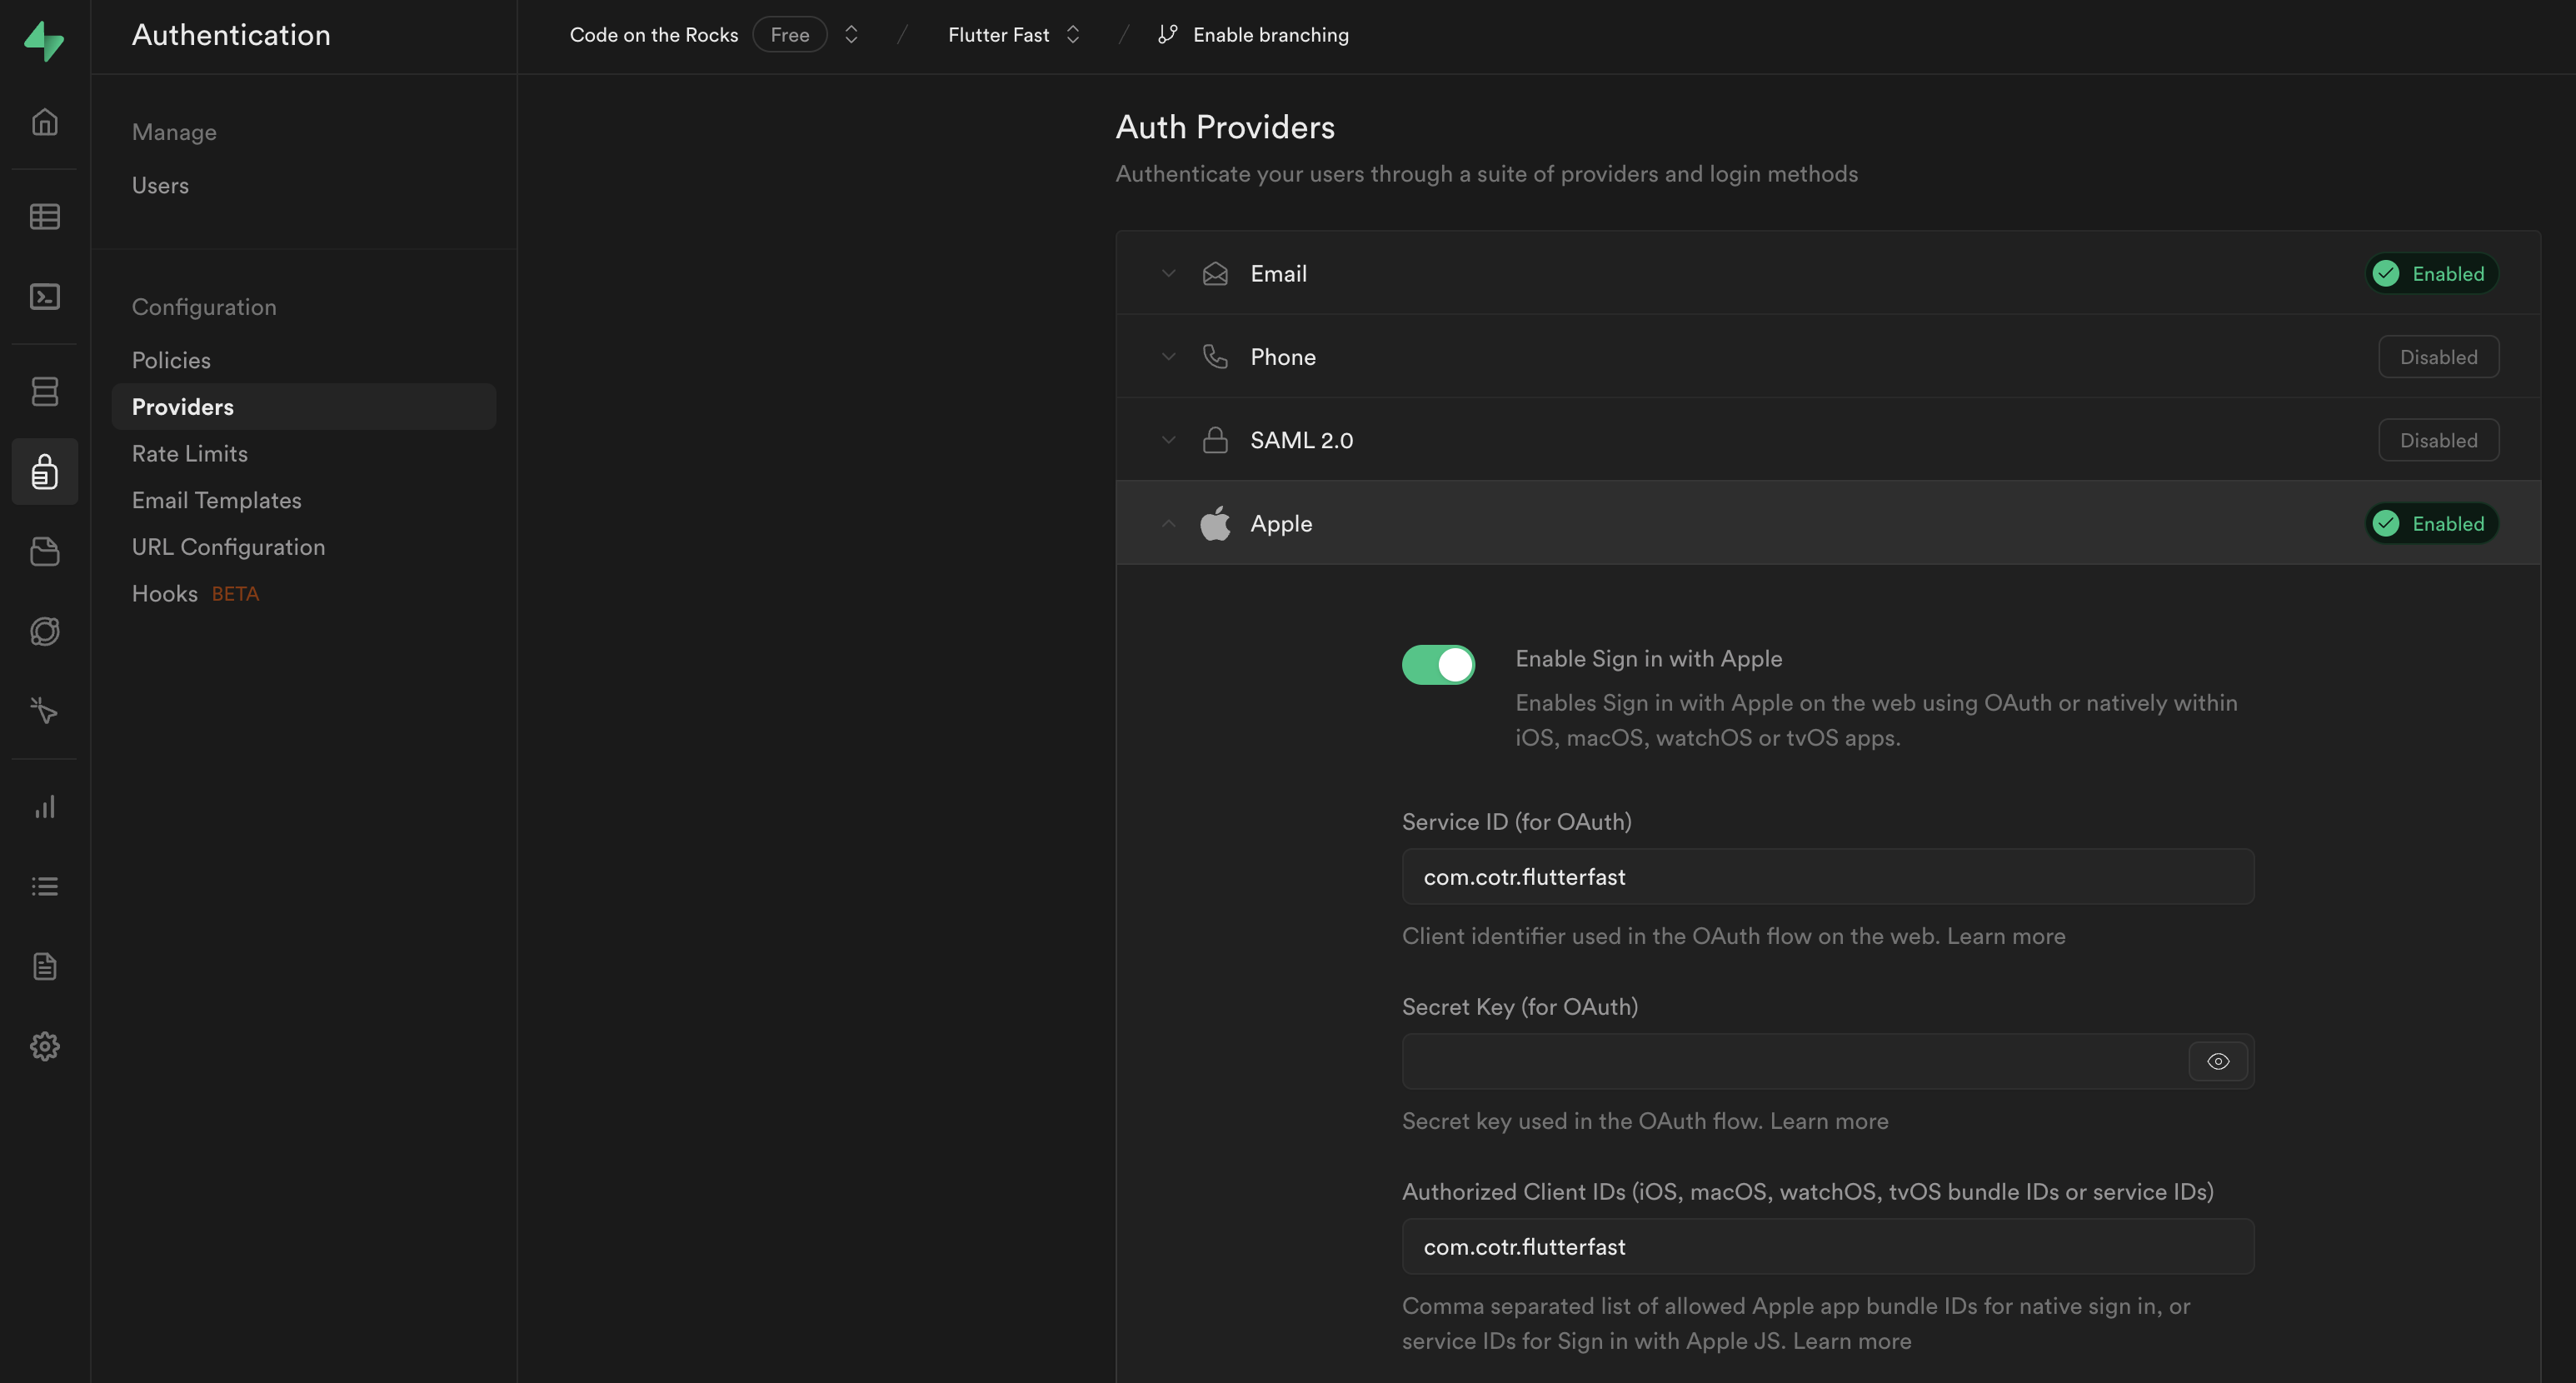 Authentication
Code on the Rocks Free / Flutter Fast / Enable branching
Manage
Users
Configuration
Policies
Providers
Rate Limits
Email Templates
URL Configuration
Hooks BETA
Auth Providers
Authenticate your users through a suite of providers and login methods
Email Enabled
Phone Disabled
SAML 2.0 Disabled
Apple Enabled
Enable Sign in with Apple
Enables Sign in with Apple on the web using OAuth or natively within
iOS, macOS, watchOS or tvOS apps.
Service ID (for OAuth)
com.cotr.flutterfast
Client identifier used in the OAuth flow on the web. Learn more
Secret Key (for OAuth)
Secret key used in the OAuth flow. Learn more
Authorized Client IDs (iOS, macOS, watchOS, tvOS bundle IDs or service IDs)
com.cotr.flutterfast
Comma separated list of allowed Apple app bundle IDs for native sign in, or
service IDs for Sign in with Apple JS. Learn more